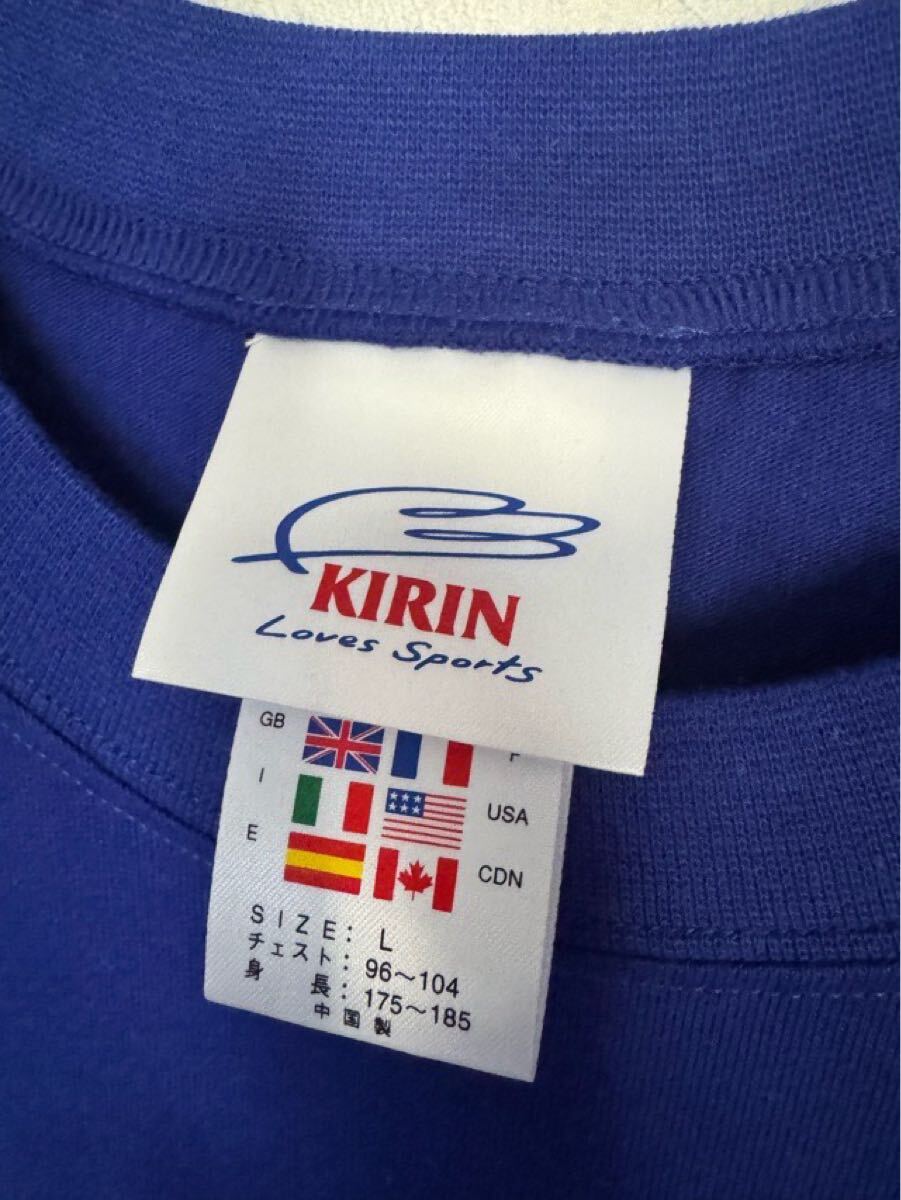 KIRIN
Loves Sports
GB F
I USA
E CDN
SIZE: L
チェスト: 96~104
身 長: 175~185
中国製